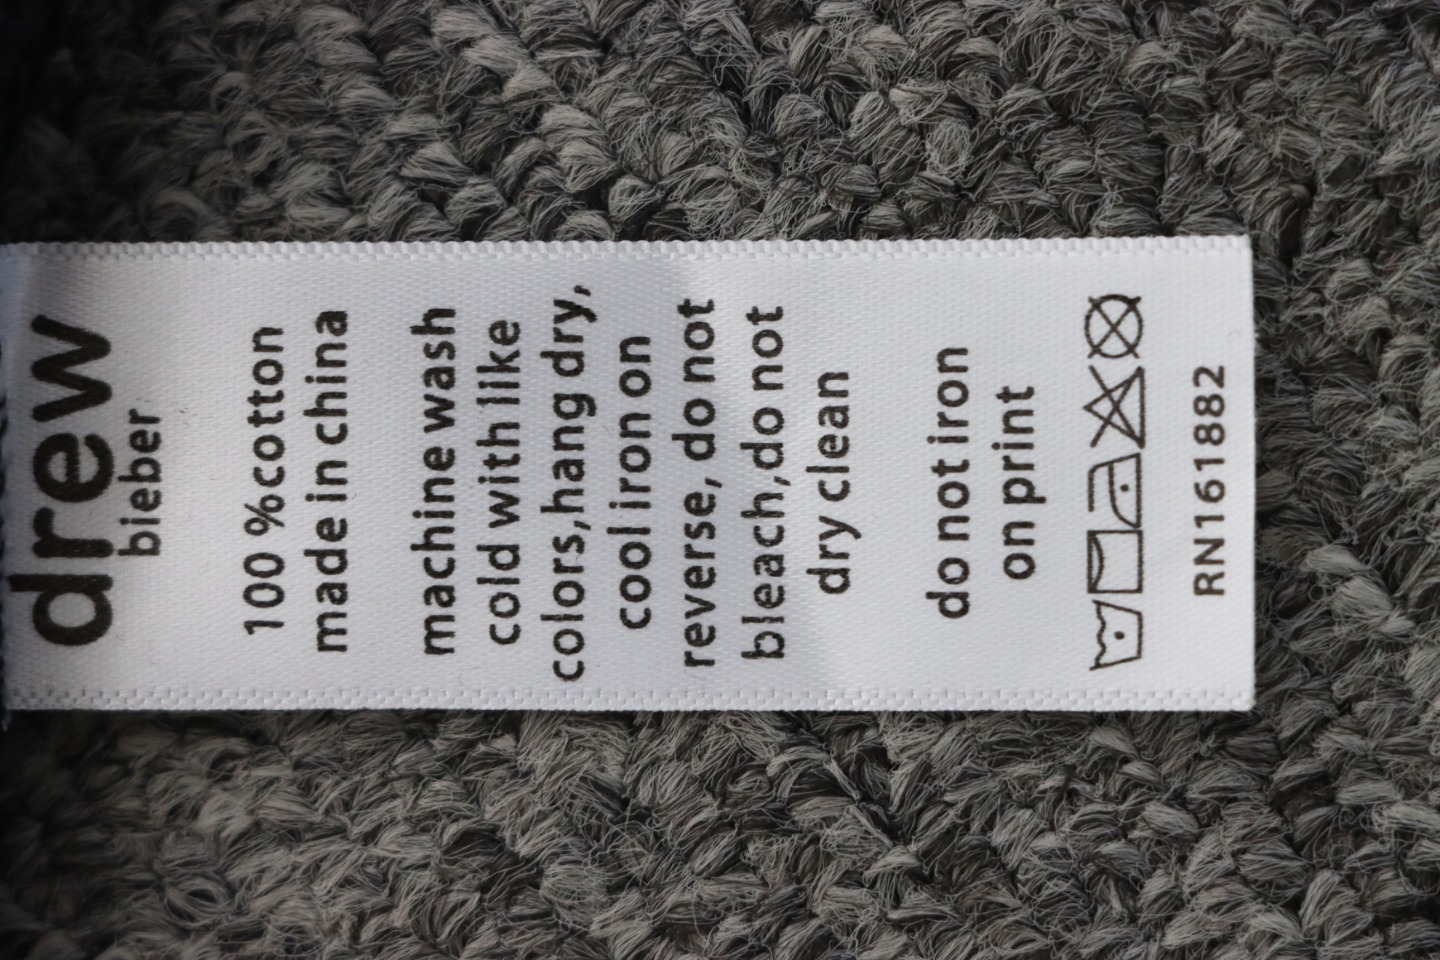 drew
bieber
100 %cotton
made in china
machine wash
cold with like
colors,hang dry,
cool iron on
reverse, do not
bleach,do not
dry clean
do not iron
on print
RN161882